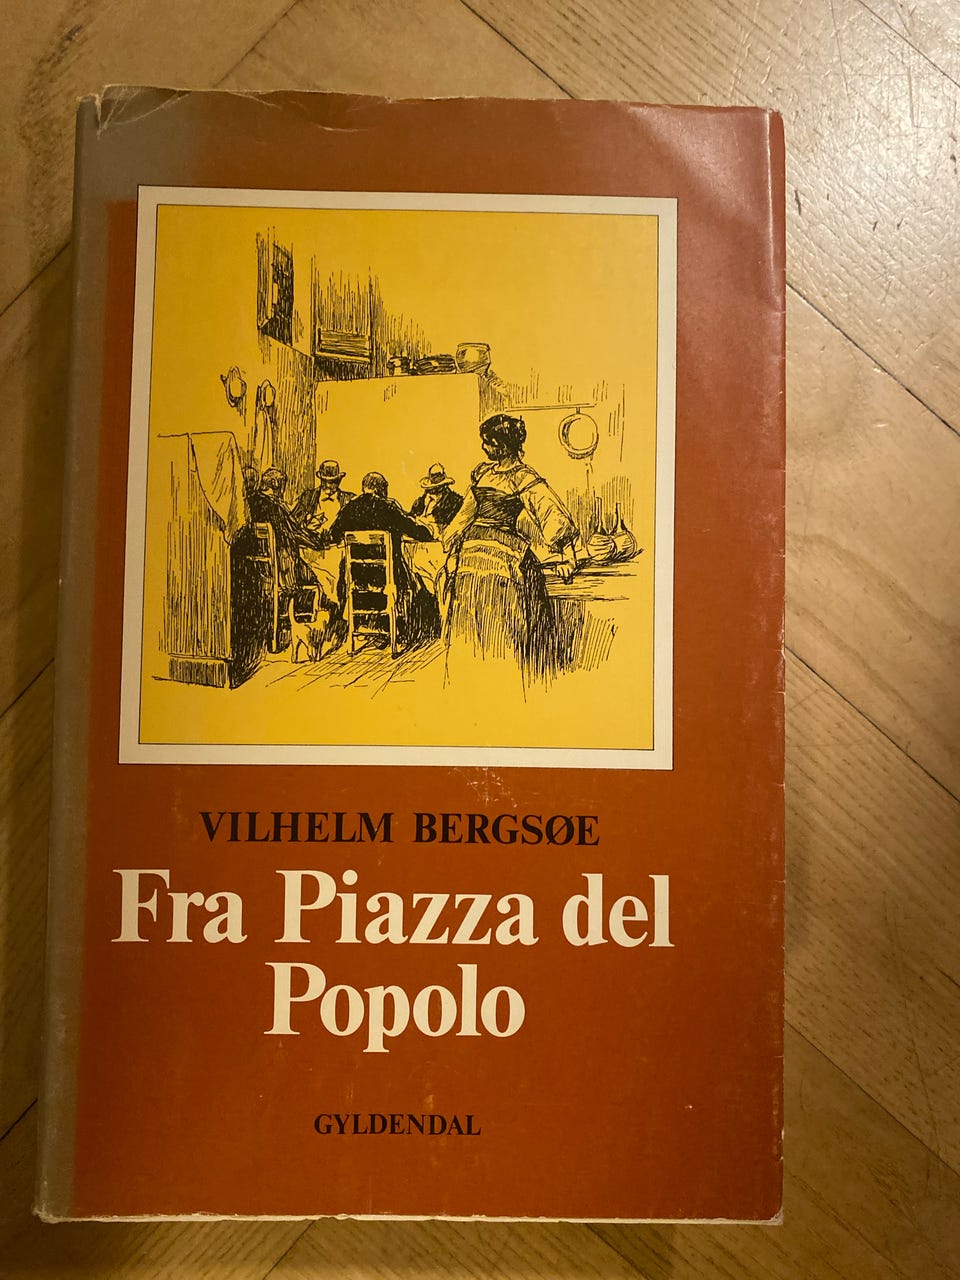 VILHELM BERGSØE
Fra Piazza del
Popolo
GYLDENDAL